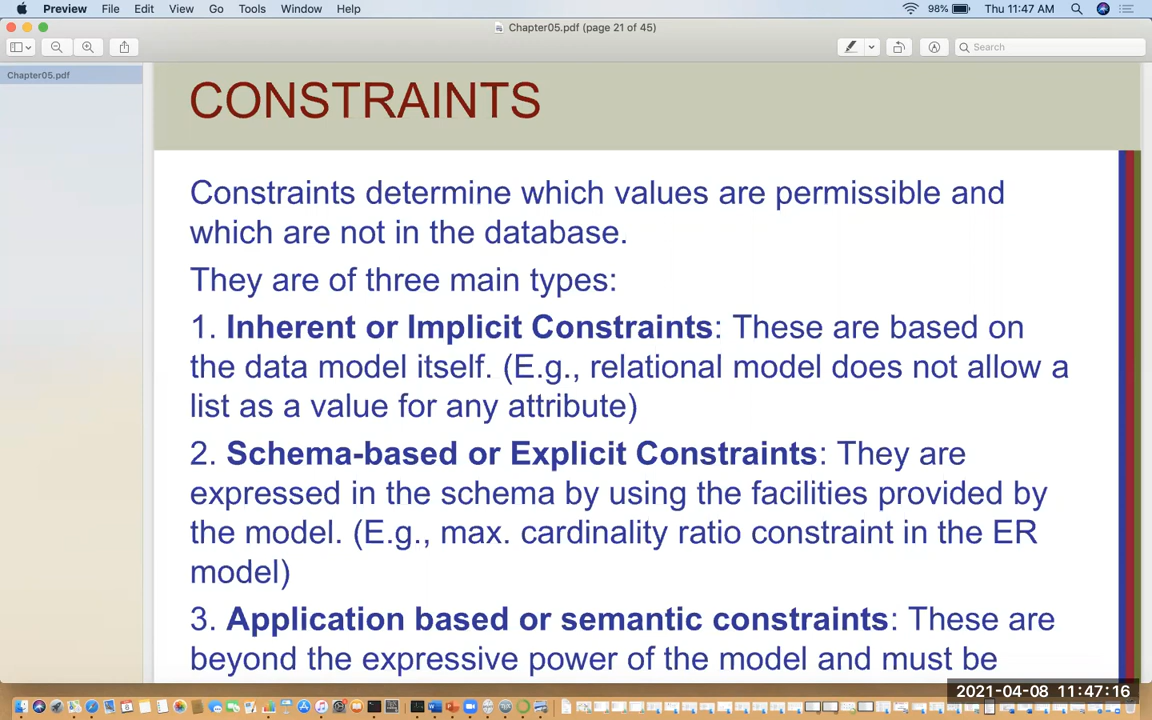 Preview File Edit View Go Tools Window Help 98% Thu 11:47 AM
Chapter05.pdf (page 21 of 45)
Search
Chapter05.pdf
CONSTRAINTS
Constraints determine which values are permissible and
which are not in the database.
They are of three main types:
1. Inherent or Implicit Constraints: These are based on
the data model itself. (E.g., relational model does not allow a
list as a value for any attribute)
2. Schema-based or Explicit Constraints: They are
expressed in the schema by using the facilities provided by
the model. (E.g., max. cardinality ratio constraint in the ER
model)
3. Application based or semantic constraints: These are
beyond the expressive power of the model and must be
2021-04-08 11:47:16